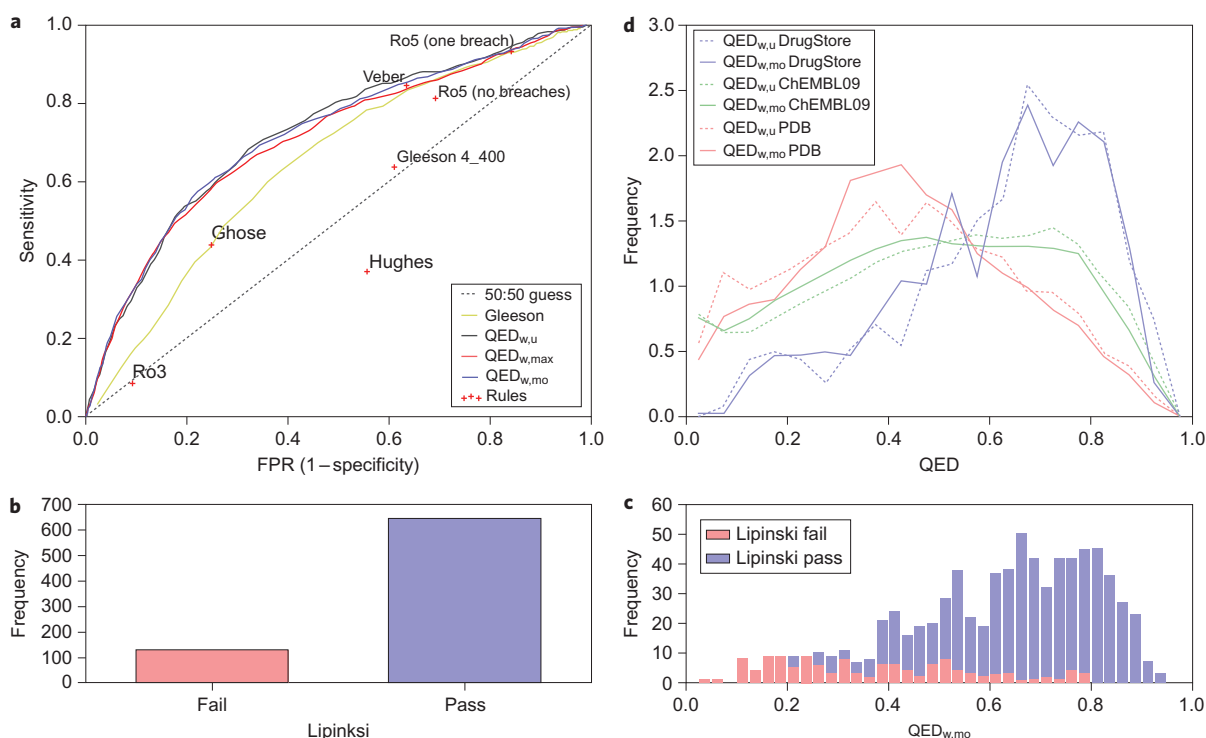 a
1.0
0.8
0.6
0.4
0.2
0.0
Sensitivity
0.0 0.2 0.4 0.6 0.8 1.0
FPR (1 – specificity)
Ro5 (one breach)
Veber
Ro5 (no breaches)
Gleeson 4_400
Ghose
Hughes
Ro3
50:50 guess
Gleeson
QEDw,u
QEDw,max
QEDw,mo
Rules
d
3.0
2.5
2.0
1.5
1.0
0.5
0.0
Frequency
0.0 0.2 0.4 0.6 0.8 1.0
QED
QEDw,u DrugStore
QEDw,mo DrugStore
QEDw,u ChEMBL09
QEDw,mo ChEMBL09
QEDw,u PDB
QEDw,mo PDB
b
700
600
500
400
300
200
100
0
Frequency
Fail Pass
Lipinksi
c
60
50
40
30
20
10
0
Frequency
Lipinski fail
Lipinski pass
0.0 0.2 0.4 0.6 0.8 1.0
QEDw,mo